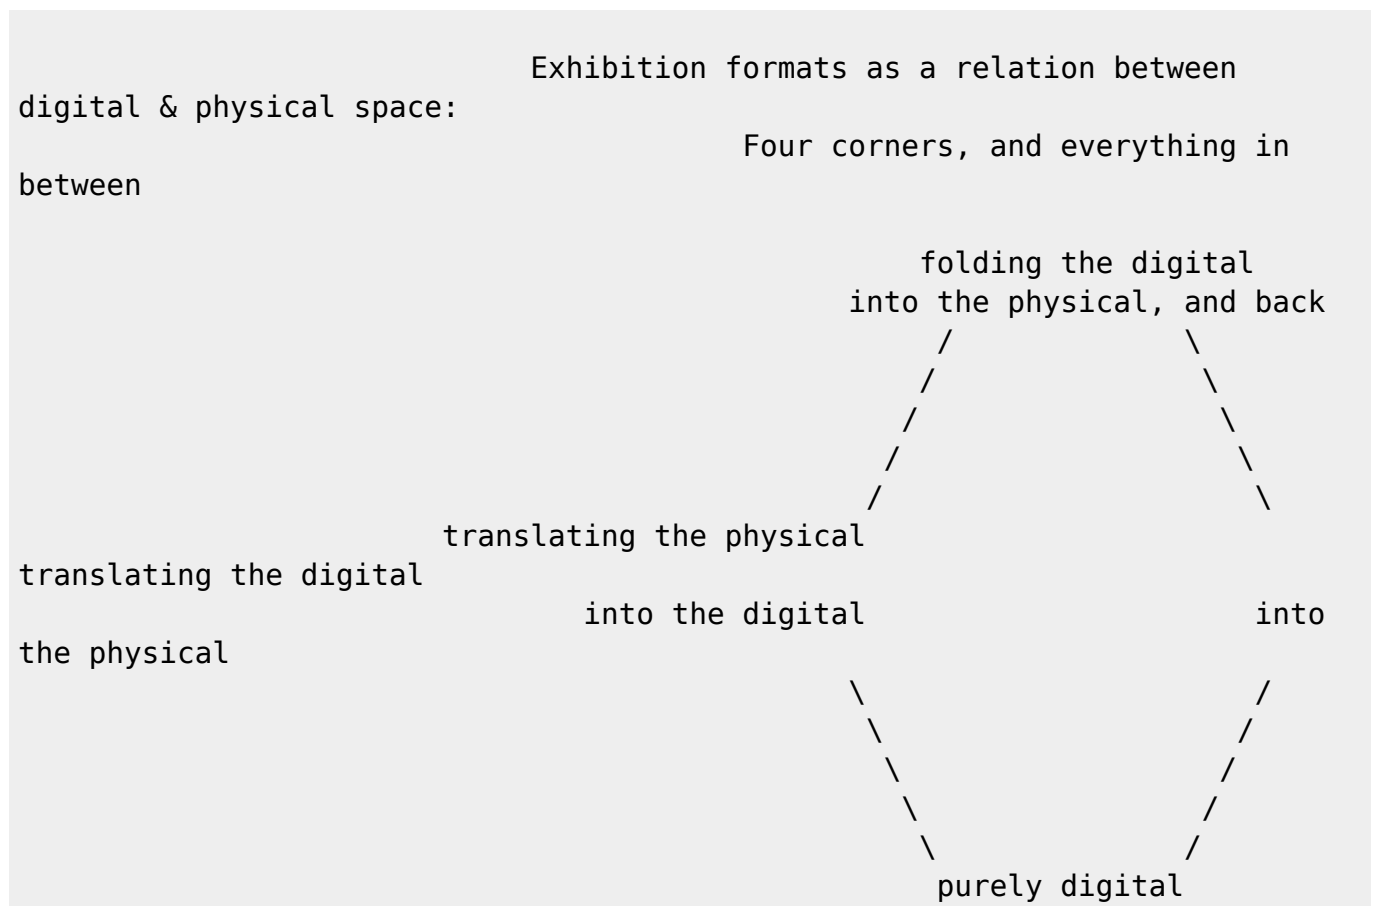 Exhibition formats as a relation between
digital & physical space:
Four corners, and everything in
between
folding the digital
into the physical, and back
/ \
/ \
/ \
/ \
/ \
translating the physical
translating the digital
into the digital into
the physical
\ /
\ /
\ /
\ /
\ /
purely digital